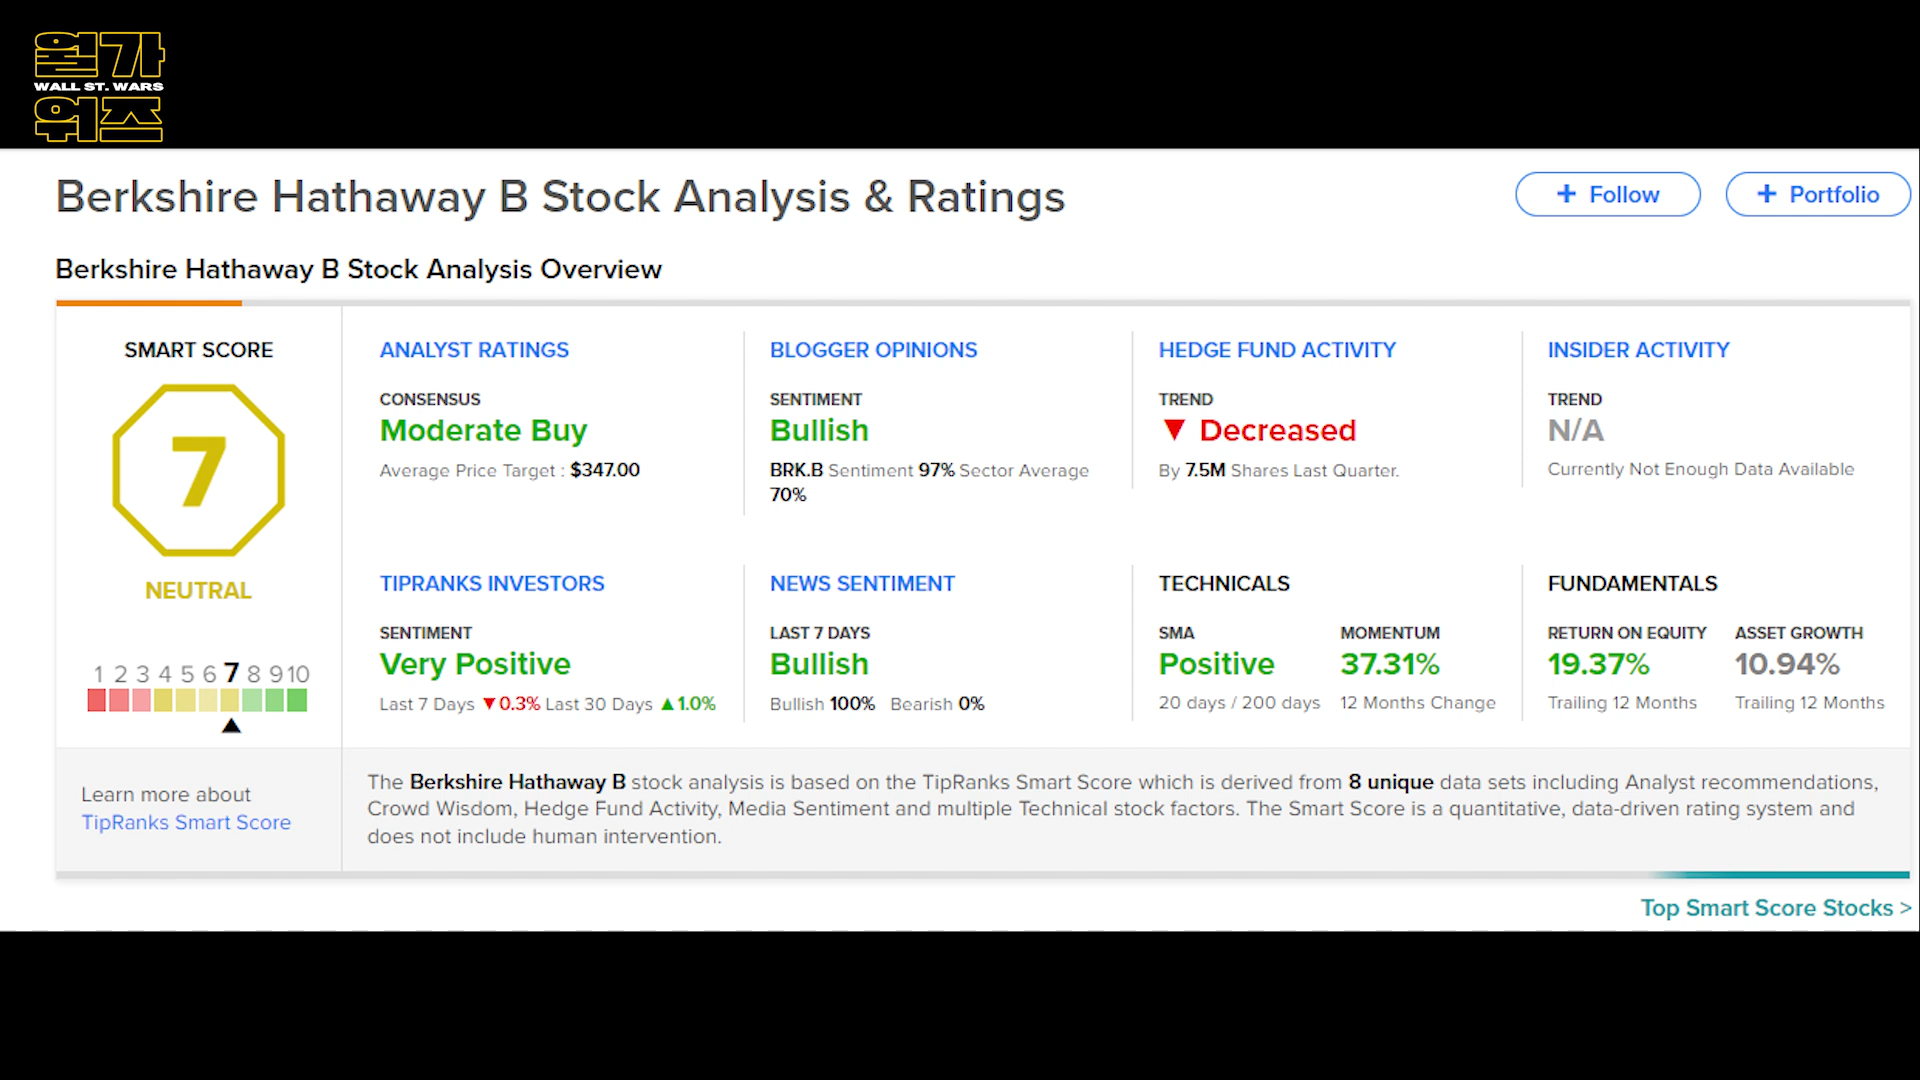 월가
WALL ST. WARS
워즈
Berkshire Hathaway B Stock Analysis & Ratings
+ Follow
+ Portfolio
Berkshire Hathaway B Stock Analysis Overview
SMART SCORE
7
NEUTRAL
1 2 3 4 5 6 7 8 9 10
ANALYST RATINGS
CONSENSUS
Moderate Buy
Average Price Target : $347.00
BLOGGER OPINIONS
SENTIMENT
Bullish
BRK.B Sentiment 97% Sector Average
70%
HEDGE FUND ACTIVITY
TREND
▼ Decreased
By 7.5M Shares Last Quarter.
INSIDER ACTIVITY
TREND
N/A
Currently Not Enough Data Available
TIPRANKS INVESTORS
SENTIMENT
Very Positive
Last 7 Days ▼0.3% Last 30 Days ▲1.0%
NEWS SENTIMENT
LAST 7 DAYS
Bullish
Bullish 100% Bearish 0%
TECHNICALS
SMA
Positive
20 days / 200 days
MOMENTUM
37.31%
12 Months Change
FUNDAMENTALS
RETURN ON EQUITY
19.37%
Trailing 12 Months
ASSET GROWTH
10.94%
Trailing 12 Months
Learn more about
TipRanks Smart Score
The Berkshire Hathaway B stock analysis is based on the TipRanks Smart Score which is derived from 8 unique data sets including Analyst recommendations,
Crowd Wisdom, Hedge Fund Activity, Media Sentiment and multiple Technical stock factors. The Smart Score is a quantitative, data-driven rating system and
does not include human intervention.
Top Smart Score Stocks >